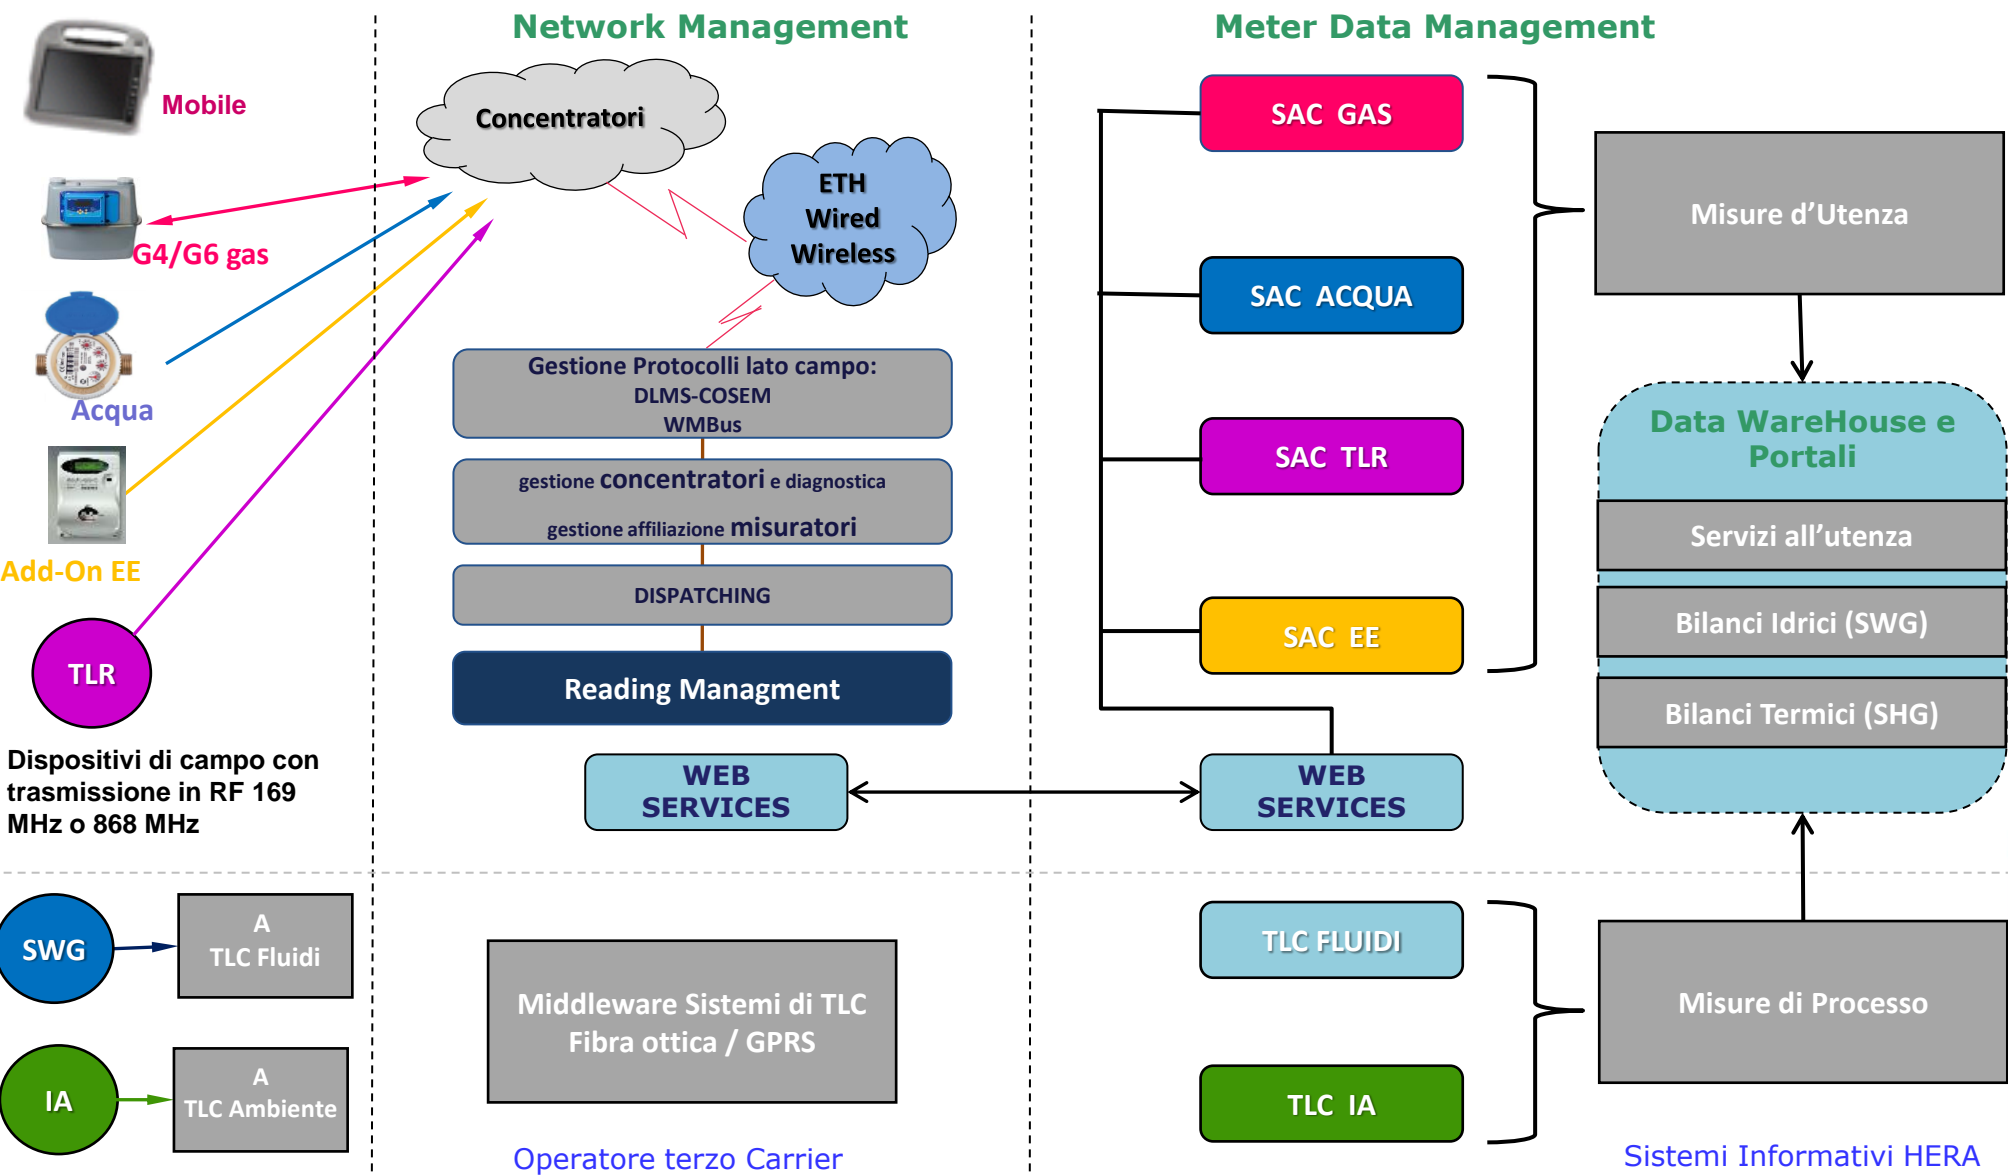 Network Management
Meter Data Management
Mobile
G4/G6 gas
Acqua
Add-On EE
TLR
Dispositivi di campo con
trasmissione in RF 169
MHz o 868 MHz
Concentratori
ETH
Wired
Wireless
Gestione Protocolli lato campo:
DLMS-COSEM
WMBus
gestione concentratori e diagnostica
gestione affiliazione misuratori
DISPATCHING
Reading Managment
WEB
SERVICES
SAC GAS
SAC ACQUA
SAC TLR
SAC EE
WEB
SERVICES
Misure d’Utenza
Data WareHouse e
Portali
Servizi all’utenza
Bilanci Idrici (SWG)
Bilanci Termici (SHG)
SWG
A
TLC Fluidi
IA
A
TLC Ambiente
Middleware Sistemi di TLC
Fibra ottica / GPRS
Operatore terzo Carrier
TLC FLUIDI
TLC IA
Misure di Processo
Sistemi Informativi HERA